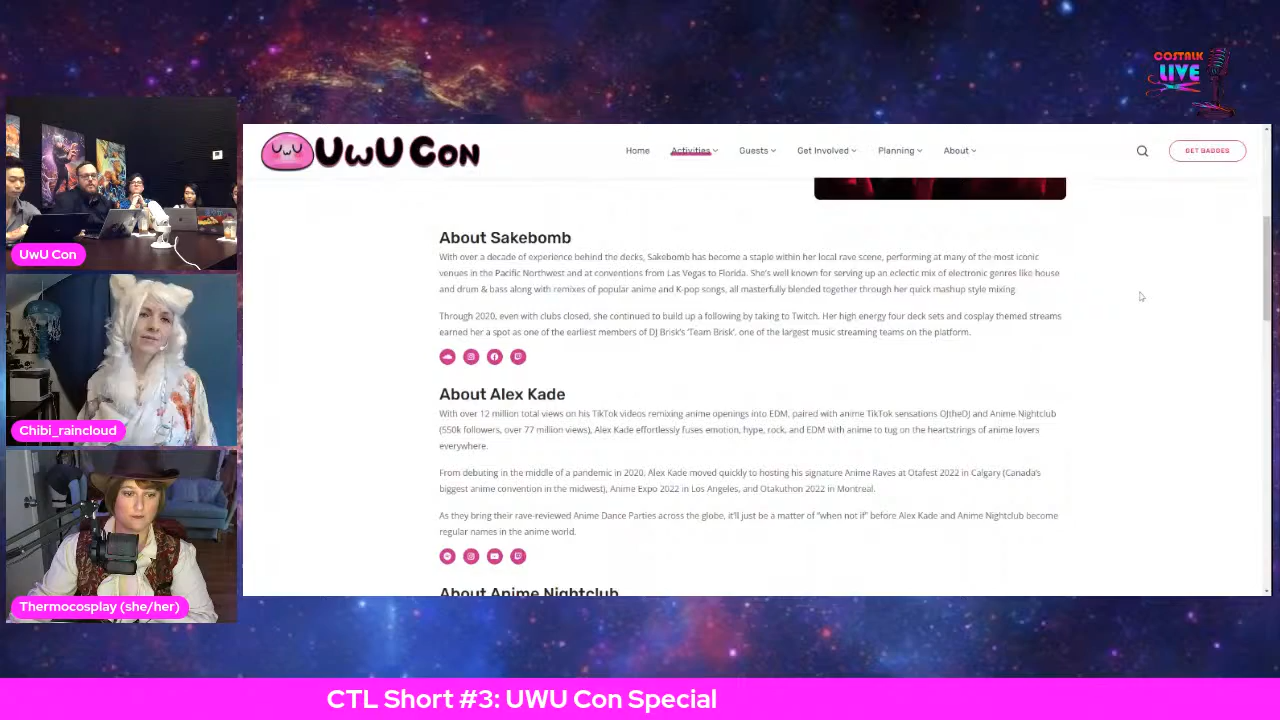 COSTALK
LIVE
UwU Con
Home
Activities
Guests
Get Involved
Planning
About
GET BADGES
About Sakebomb
With over a decade of experience behind the decks, Sakebomb has become a staple within her local rave scene, performing at many of the most iconic
venues in the Pacific Northwest and at conventions from Las Vegas to Florida. She's well known for serving up an eclectic mix of electronic genres like house
and drum & bass along with remixes of popular anime and K-pop songs, all masterfully blended together through her quick mashup style mixing.
Through 2020, even with clubs closed, she continued to build up a following by taking to Twitch. Her high energy four deck sets and cosplay themed streams
earned her a spot as one of the earliest members of DJ Brisk's 'Team Brisk', one of the largest music streaming teams on the platform.
About Alex Kade
With over 12 million total views on his TikTok videos remixing anime openings into EDM, paired with anime TikTok sensations OJtheOJ and Anime Nightclub
(550k followers, over 77 million views), Alex Kade effortlessly fuses emotion, hype, rock, and EDM with anime to tug on the heartstrings of anime lovers
everywhere.
From debuting in the middle of a pandemic in 2020, Alex Kade moved quickly to hosting his signature Anime Raves at Otafest 2022 in Calgary (Canada's
biggest anime convention in the midwest), Anime Expo 2022 in Los Angeles, and Otakuthon 2022 in Montreal.
As they bring their rave-reviewed Anime Dance Parties across the globe, it'll just be a matter of "when not if" before Alex Kade and Anime Nightclub become
regular names in the anime world.
About Anime Nightclub
UwU Con
Chibi_raincloud
Thermocosplay (she/her)
CTL Short #3: UWU Con Special